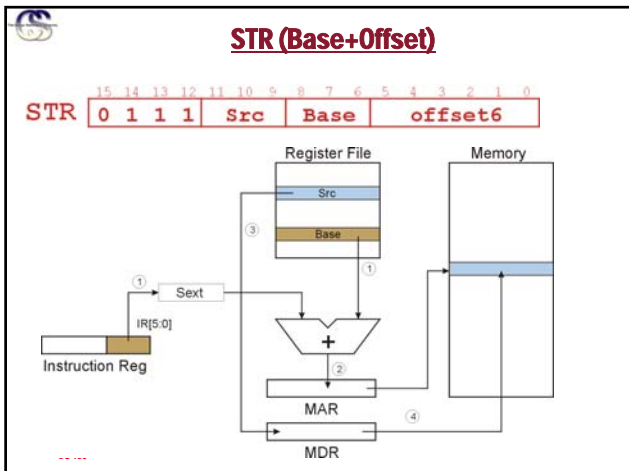 STR (Base+Offset)
15 14 13 12 11 10 9 8 7 6 5 4 3 2 1 0
STR 0 1 1 1 Src Base offset6
Register File Memory
Src
3
Base
1 1
Sext
IR[5:0]
+
Instruction Reg
2
MAR
4
MDR